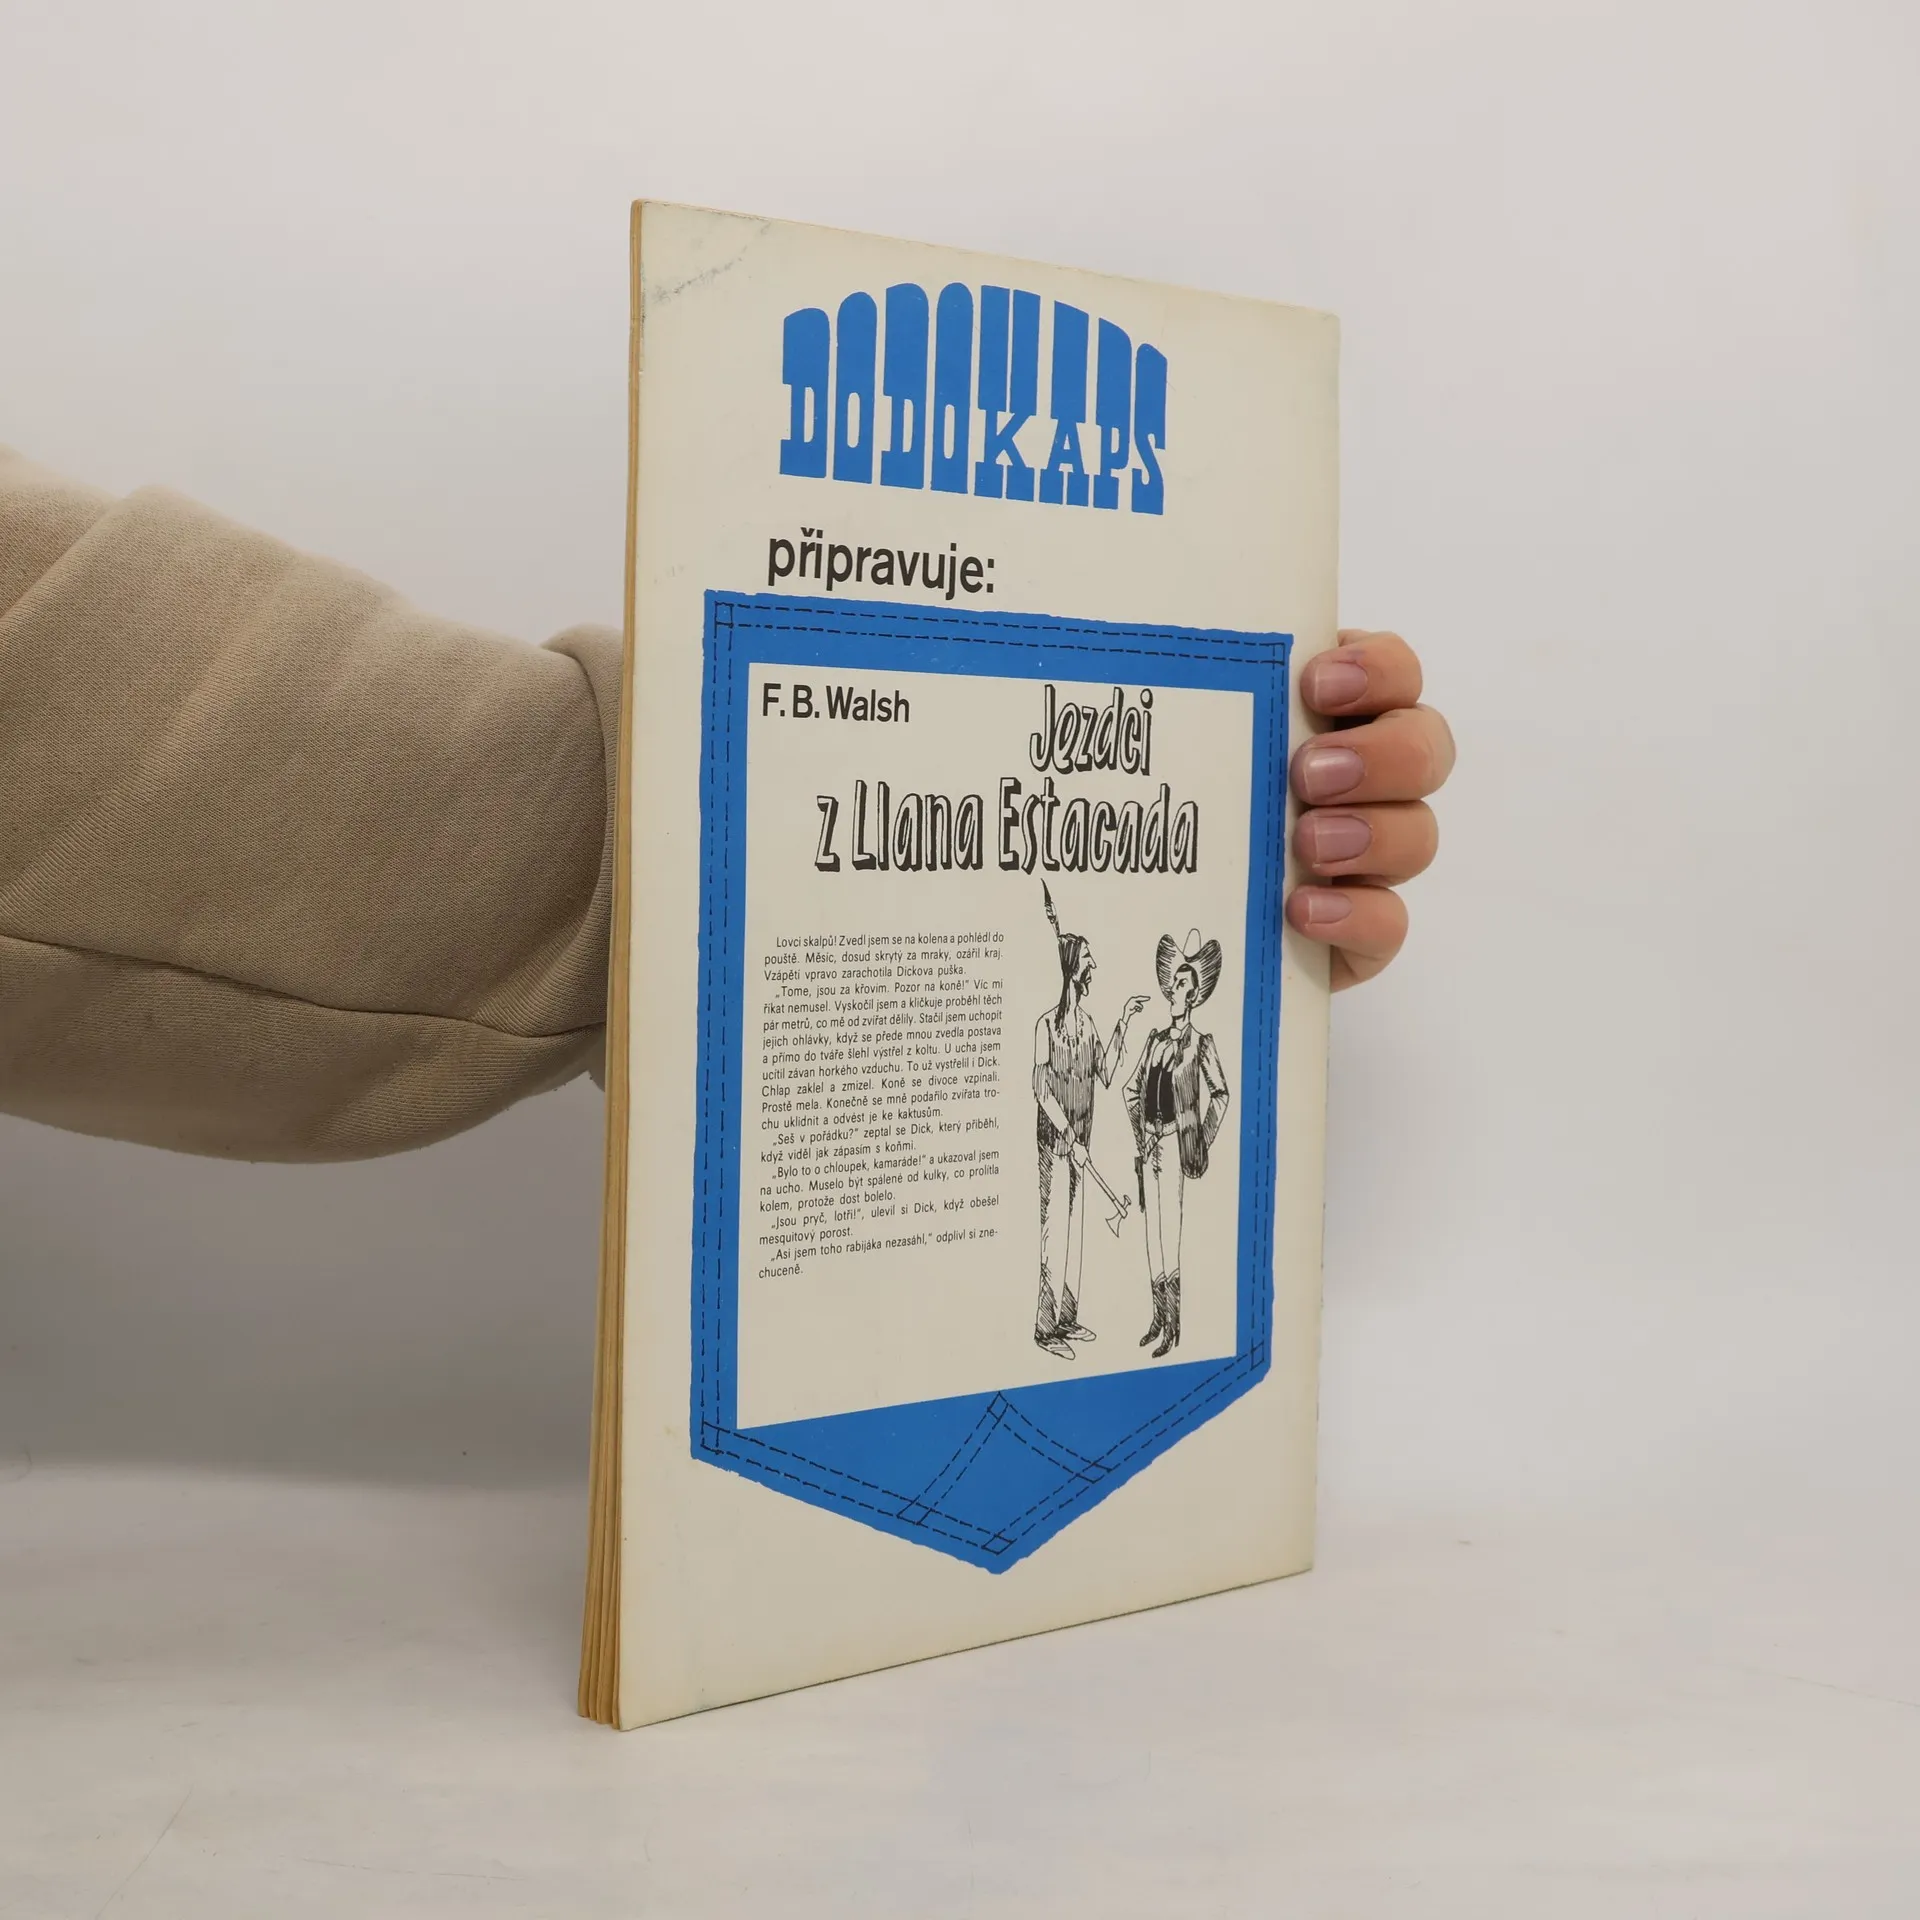 DODOKAPS
připravuje:
F. B. Walsh
Jezdci
z Llana Estacada
Lovci skalpů! Zvedl jsem se na kolena a pohlédl do
pouště. Měsíc, dosud skrytý za mraky, ozářil kraj.
Vzápětí vpravo zarachotila Dickova puška.
„Tome, jsou za křovím. Pozor na koně!" Víc mi
říkat nemusel. Vyskočil jsem a kličkuje proběhl těch
pár metrů, co mě od zvířat dělily. Stačil jsem uchopit
jejich ohlávky, když se přede mnou zvedla postava
a přímo do tváře šlehl výstřel z koltu. U ucha jsem
ucítil závan horkého vzduchu. To už vystřelil i Dick.
Chlap zaklel a zmizel. Koně se divoce vzpínali.
Prostě mela. Konečně se mně podařilo zvířata tro-
chu uklidnit a odvést je ke kaktusům.
„Seš v pořádku?" zeptal se Dick, který přiběhl,
když viděl jak zápasím s koňmi.
„Bylo to o chloupek, kamaráde!" a ukazoval jsem
na ucho. Muselo být spálené od kulky, co prolítla
kolem, protože dost bolelo.
„Jsou pryč, lotři!", ulevil si Dick, když obešel
mesquitový porost.
„Asi jsem toho rabijáka nezasáhl," odplivl si zne-
chuceně.